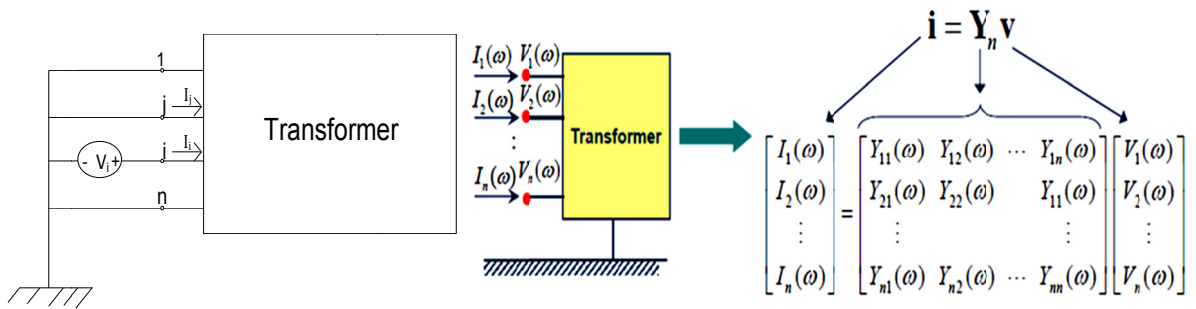 1
j I_j
Transformer
- V_i +
i I_i
n
I_1(ω) V_1(ω)
I_2(ω) V_2(ω)
⋮
I_n(ω) V_n(ω)
Transformer
i = Y_n v
[I_1(ω)] [Y_11(ω) Y_12(ω) ⋯ Y_1n(ω)] [V_1(ω)]
[I_2(ω)] = [Y_21(ω) Y_22(ω) Y_11(ω)] [V_2(ω)]
⋮ ⋮ ⋮ ⋮
[I_n(ω)] [Y_n1(ω) Y_n2(ω) ⋯ Y_nn(ω)] [V_n(ω)]